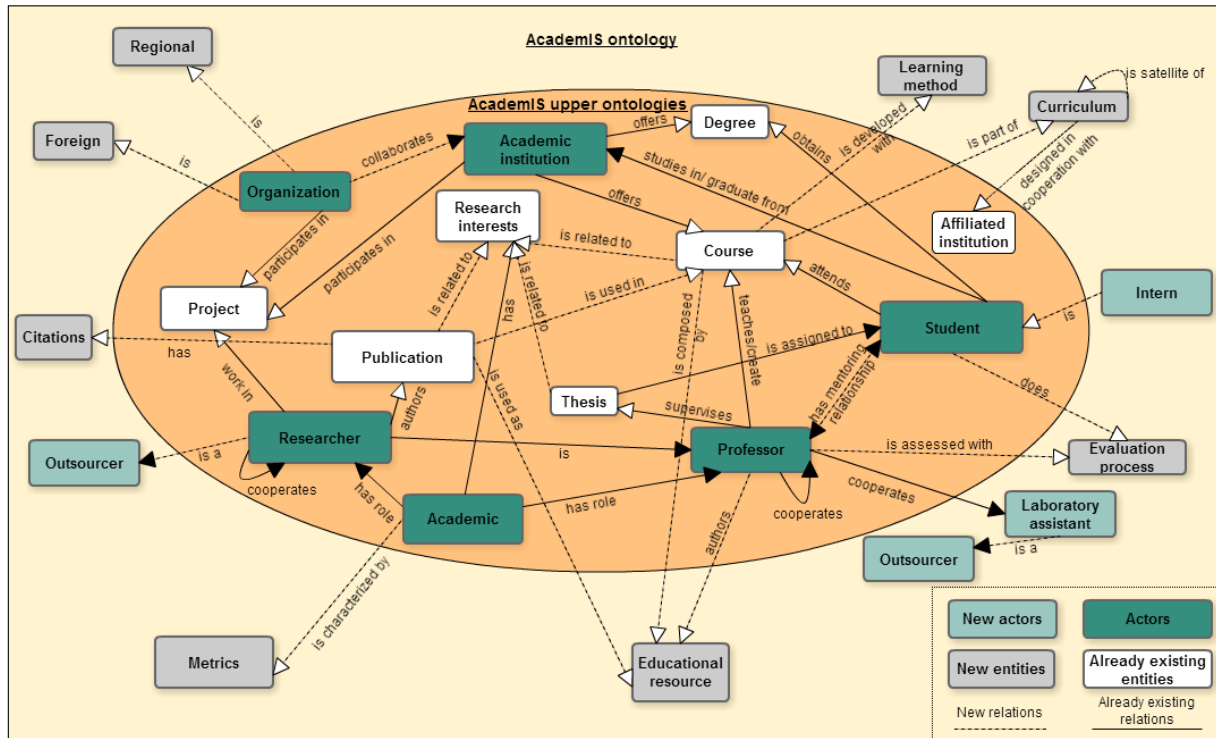 AcademIS ontology
Regional
Learning
method
is satellite of
Curriculum
AcademIS upper ontologies
Degree
offers
Academic
institution
is developed
with
is part of
Foreign
is
is
collaborates
obtains
designed in
cooperation with
Organization
studies in/ graduate from
offers
Research
interests
Affiliated
institution
is related to
Course
participates in
participates in
attends
Intern
Project
is related to
has
is related to
is used in
is composed
by
teaches/create
is assigned to
Student
is
Citations
has
Publication
has mentoring
relationship
work in
authors
is used as
Thesis
supervises
does
Researcher
is
Professor
is assessed with
Evaluation
process
Outsourcer
is a
cooperates
has role
Academic
has role
cooperates
cooperates
Laboratory
assistant
authors
is a
Outsourcer
is characterized by
Metrics
Educational
resource
New actors
Actors
New entities
Already existing
entities
New relations
Already existing
relations